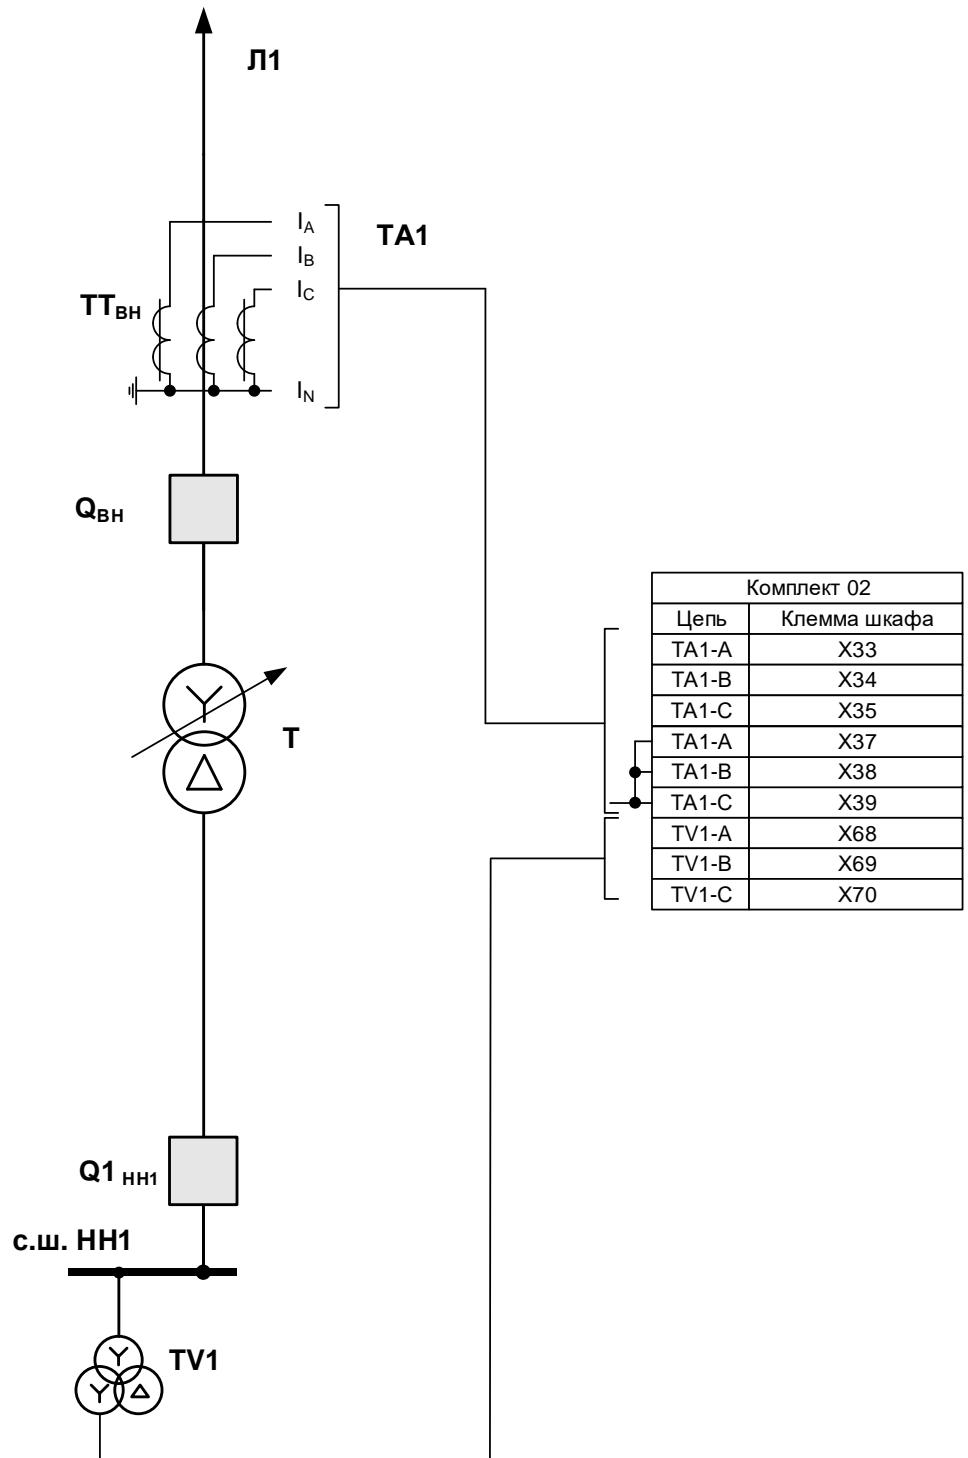 Л1
IA
TA1
IB
IC
ТТВН
IN
QВН
Комплект 02
Цепь Клемма шкафа
TA1-A X33
TA1-B X34
TA1-C X35
TA1-A X37
TA1-B X38
TA1-C X39
TV1-A X68
TV1-B X69
TV1-C X70
T
Q1 НН1
с.ш. НН1
TV1